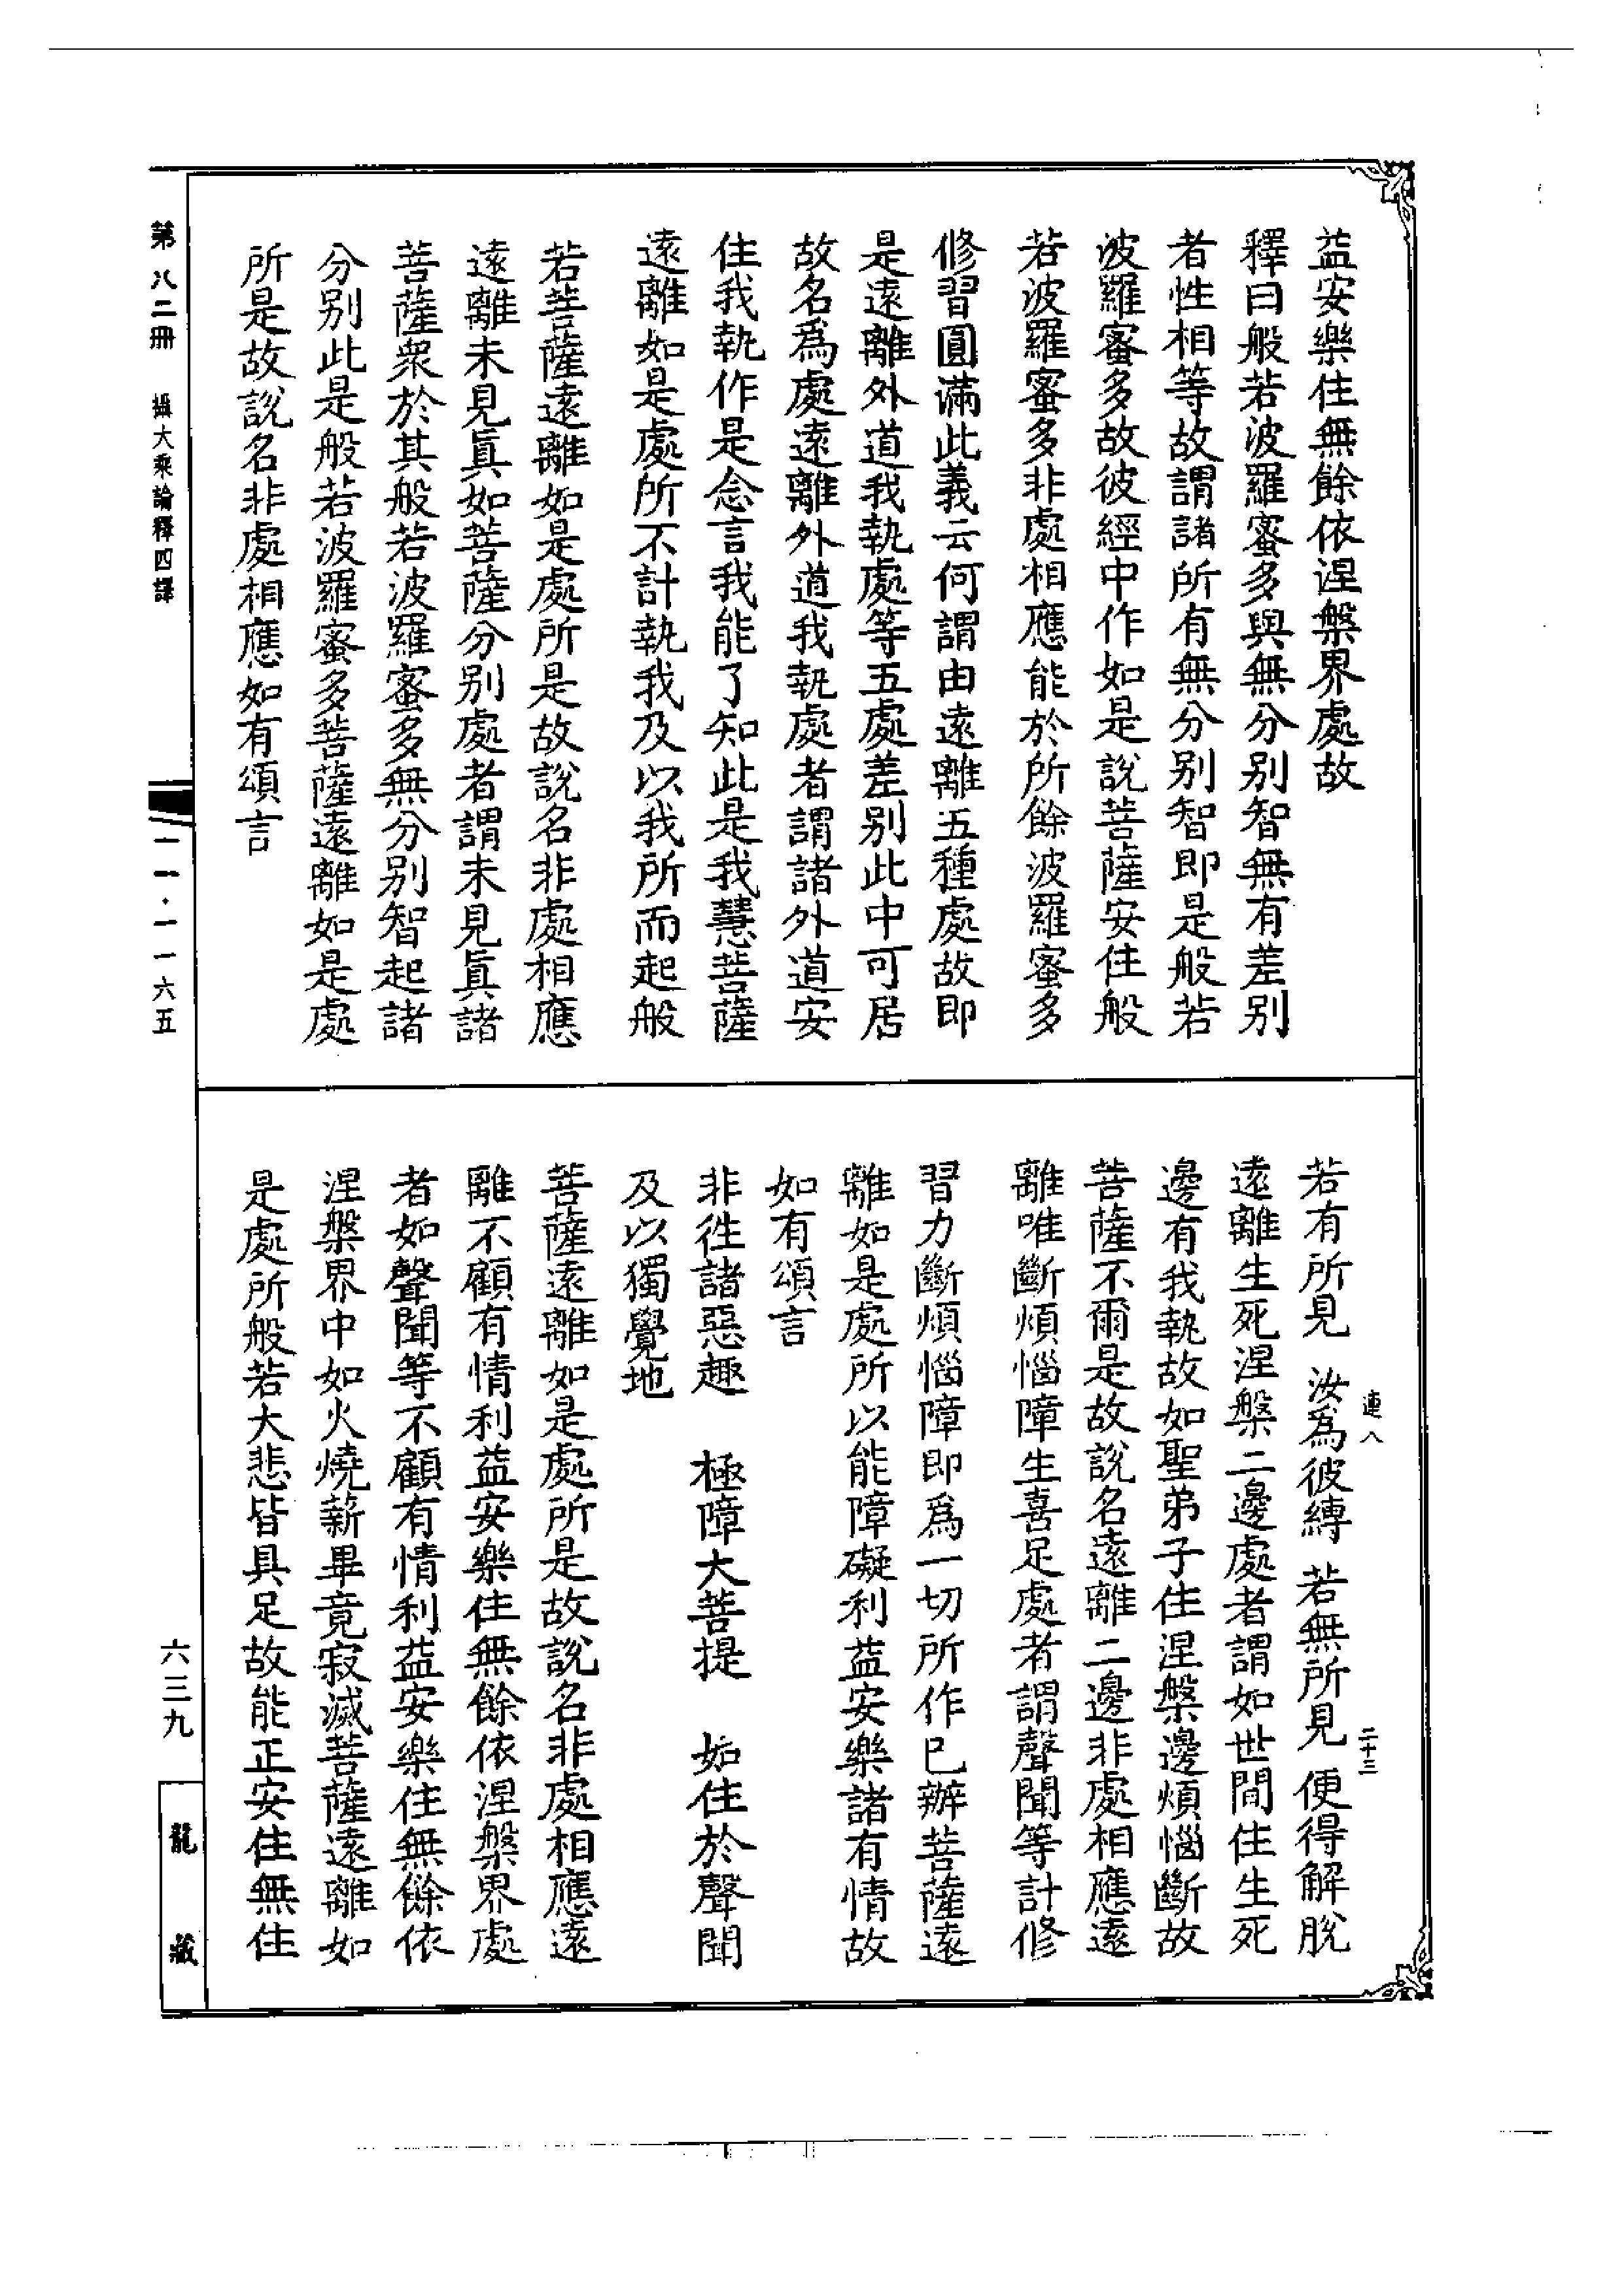 益安樂住無餘依涅槃界處故
釋曰般若波羅蜜多與無分別智無有差別
者性相等故謂諸所有無分別智即是般若
波羅蜜多故彼經中作如是說菩薩安住般
若波羅蜜多非處相應能於所餘波羅蜜多
修習圓滿此義云何謂由遠離五種處故即
是遠離外道我執處等五處差別此中可居
故名為處遠離外道我執處者謂諸外道安
住我執作是念言我能了知此是我慧菩薩
遠離如是處所不計執我及以我所而起般
若菩薩遠離如是處所是故說名非處相應
遠離未見真如菩薩分別處者謂未見真諸
菩薩眾於其般若波羅蜜多無分別智起諸
分別此是般若波羅蜜多菩薩遠離如是處
所是故說名非處相應如有頌言
若有所見 汝為彼縛 若無所見 便得解脫
遠離生死涅槃二邊處者謂如世間住生死
邊有我執故如聖弟子住涅槃邊煩惱斷故
菩薩不爾是故說名遠離二邊非處相應遠
離唯斷煩惱障生喜足處者謂聲聞等計修
習力斷煩惱障即為一切所作已辦菩薩遠
離如是處所以能障礙利益安樂諸有情故
如有頌言
非徃諸惡趣 極障大菩提 如住於聲聞
及以獨覺地
菩薩遠離如是處所是故說名非處相應遠
離不顧有情利益安樂住無餘依涅槃界處
者如聲聞等不顧有情利益安樂住無餘依
涅槃界中如火燒薪畢竟寂滅菩薩遠離如
是處所般若大悲皆具足故能正安住無住
連八
二十三
第八二冊 攝大乘論釋四譯
一一·一一六五
六三九
龍藏